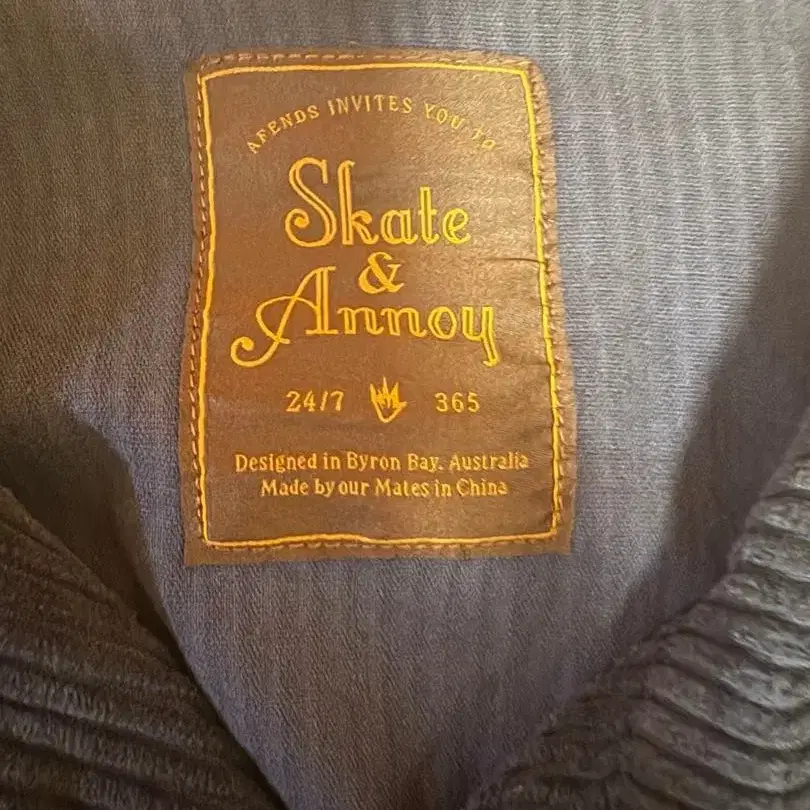 AFENDS INVITES YOU TO
Skate
&
Annoy
24/7 365
Designed in Byron Bay. Australia
Made by our Mates in China